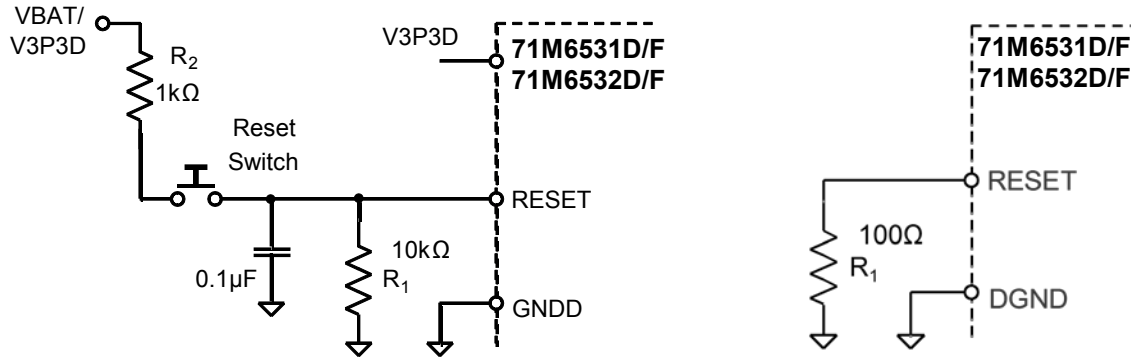 VBAT/
V3P3D
R2
1kΩ
Reset
Switch
0.1µF
10kΩ
R1
V3P3D
71M6531D/F
71M6532D/F
RESET
GNDD
71M6531D/F
71M6532D/F
RESET
100Ω
R1
DGND